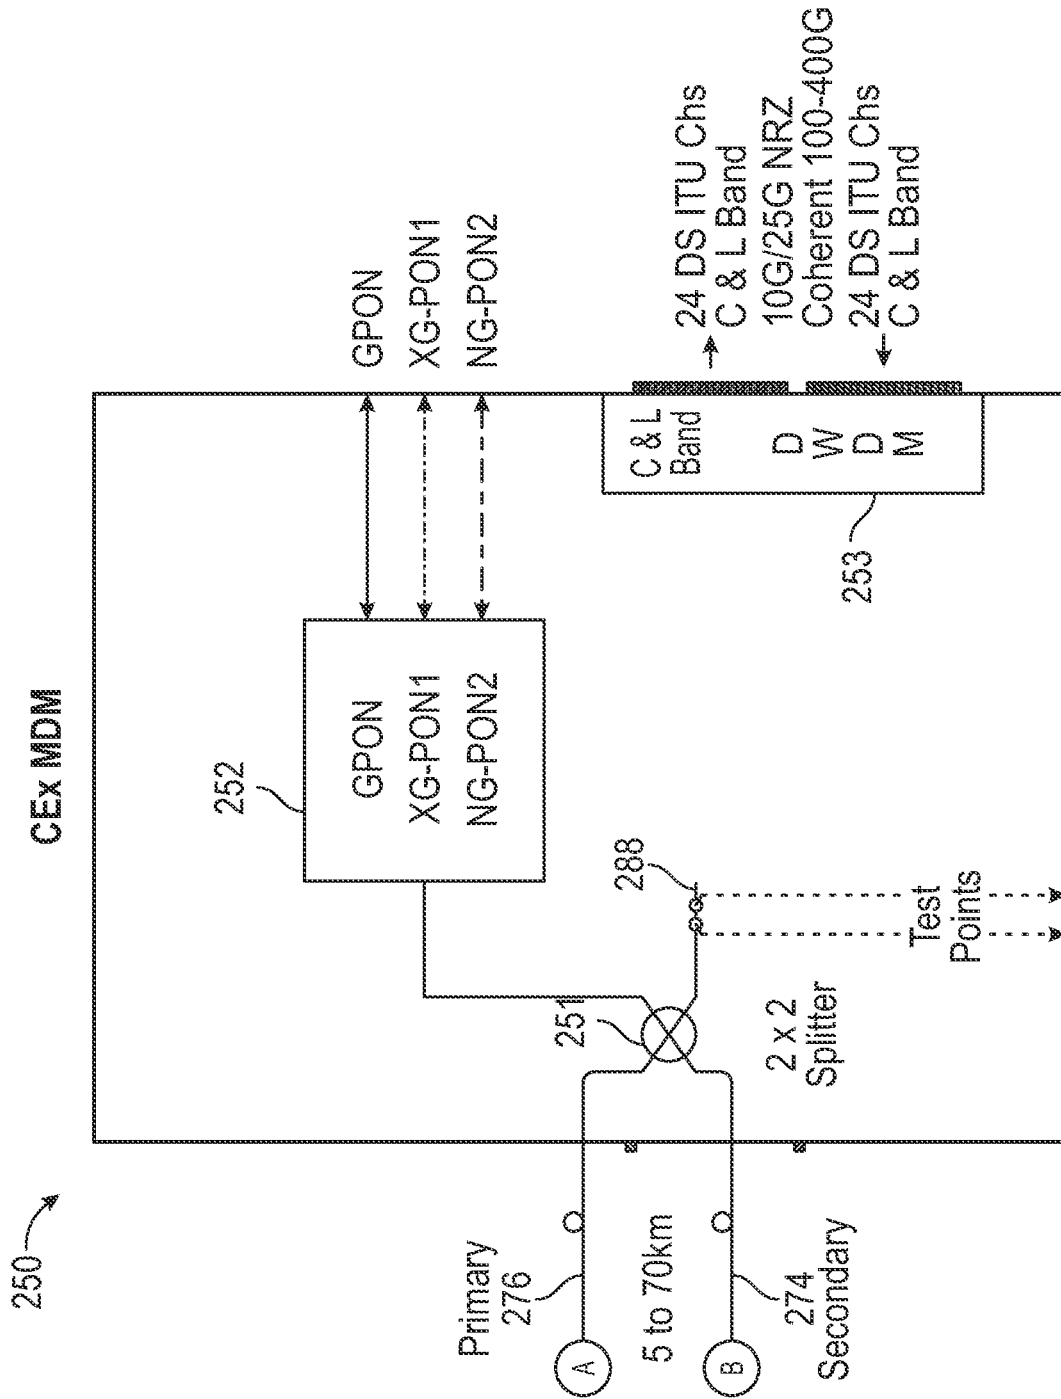 250
CEx MDM
252
GPON
XG-PON1
NG-PON2
GPON
XG-PON1
NG-PON2
Primary
276
A
5 to 70km
B
274
Secondary
251
2 x 2
Splitter
288
Test
Points
253
C & L
Band
D
W
D
M
24 DS ITU Chs
C & L Band
10G/25G NRZ
Coherent 100-400G
24 DS ITU Chs
C & L Band